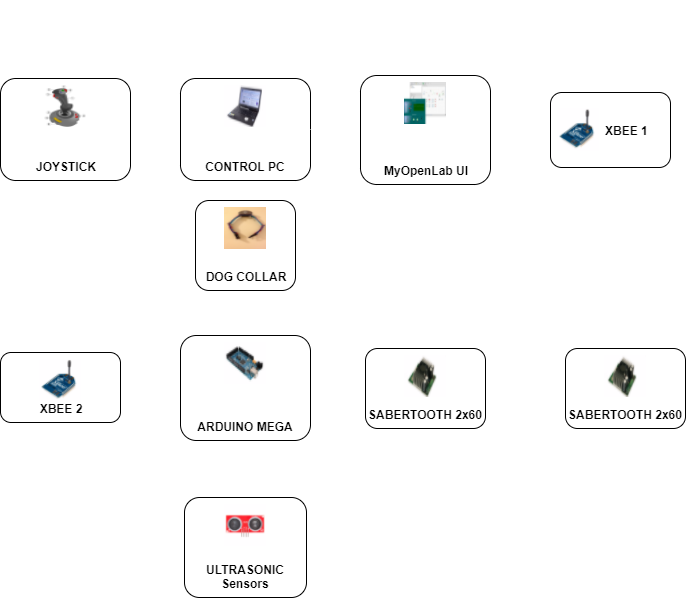 JOYSTICK
CONTROL PC
MyOpenLab UI
XBEE 1
DOG COLLAR
XBEE 2
ARDUINO MEGA
SABERTOOTH 2x60
SABERTOOTH 2x60
ULTRASONIC
Sensors